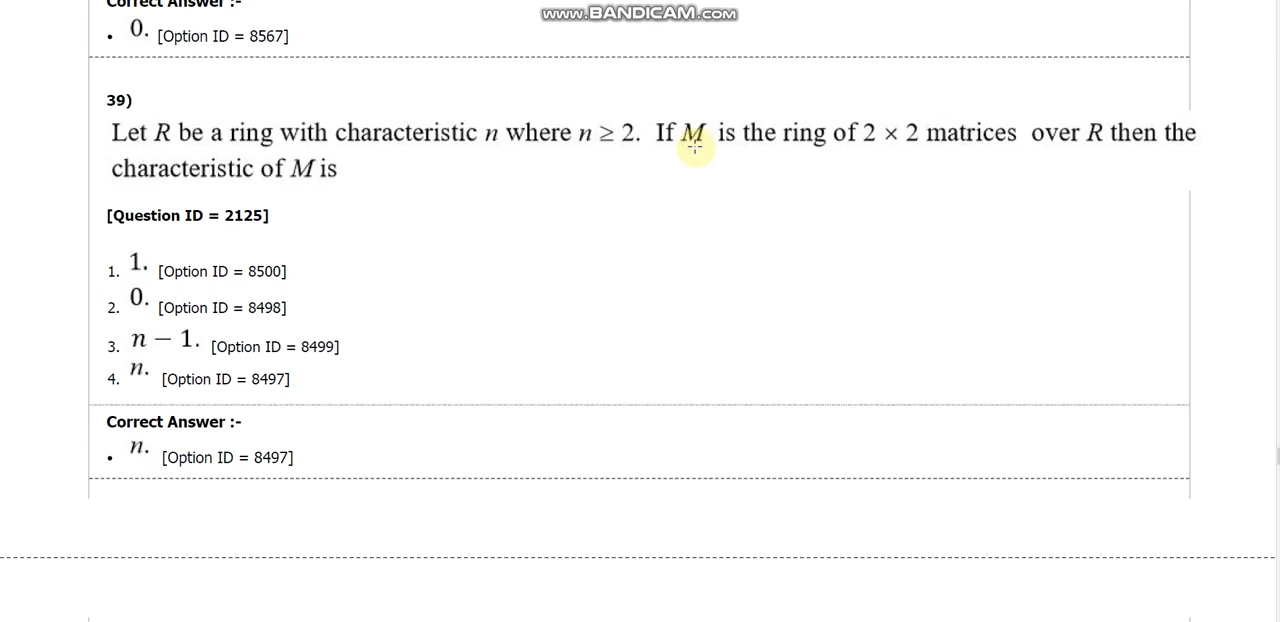 www.BANDICAM.com
Correct Answer :-
• 0. [Option ID = 8567]
39)
Let R be a ring with characteristic n where n ≥ 2. If M is the ring of 2 × 2 matrices over R then the
characteristic of M is
[Question ID = 2125]
1. 1. [Option ID = 8500]
2. 0. [Option ID = 8498]
3. n − 1. [Option ID = 8499]
4. n. [Option ID = 8497]
Correct Answer :-
• n. [Option ID = 8497]